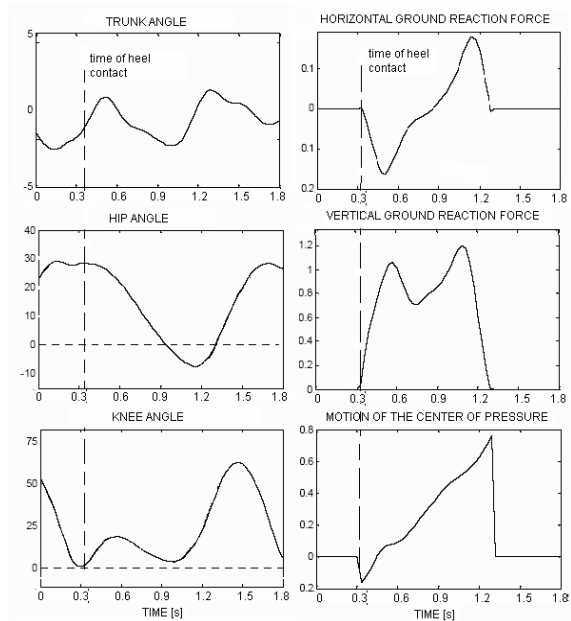 TRUNK ANGLE
5
0
-5
time of heel
contact
0 0.3 0.6 0.9 1.2 1.5 1.8
HORIZONTAL GROUND REACTION FORCE
0.1
0
0.1
0.2
time of heel
contact
0 0.3 0.6 0.9 1.2 1.5 1.8
HIP ANGLE
40
30
20
10
0
-10
0 0.3 0.6 0.9 1.2 1.5 1.8
VERTICAL GROUND REACTION FORCE
1.2
1
0.8
0.6
0.4
0.2
0
0 0.3 0.6 0.9 1.2 1.5 1.8
KNEE ANGLE
75
50
25
0
0 0.3 0.6 0.9 1.2 1.5 1.8
TIME [s]
MOTION OF THE CENTER OF PRESSURE
0.8
0.6
0.4
0.2
0
0.2
0 0.3 0.6 0.9 1.2 1.5 1.8
TIME [s]